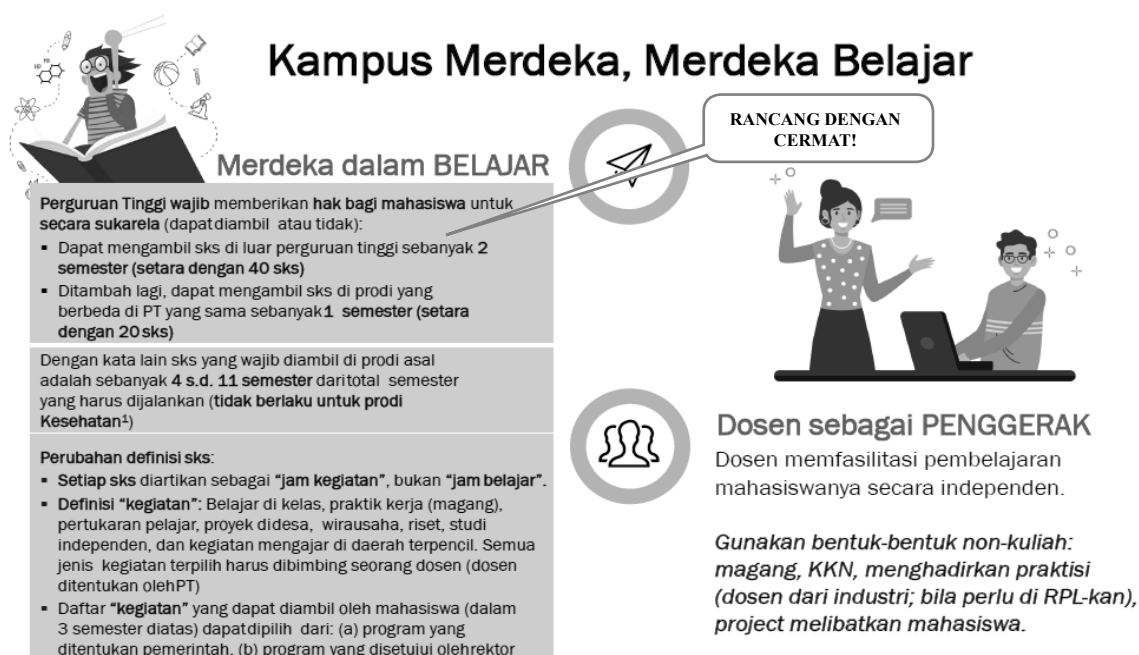 Kampus Merdeka, Merdeka Belajar
RANCANG DENGAN
CERMAT!
Merdeka dalam BELAJAR
Perguruan Tinggi wajib memberikan hak bagi mahasiswa untuk
secara sukarela (dapatdiambil atau tidak):
▪ Dapat mengambil sks di luar perguruan tinggi sebanyak 2
semester (setara dengan 40 sks)
▪ Ditambah lagi, dapat mengambil sks di prodi yang
berbeda di PT yang sama sebanyak1 semester (setara
dengan 20sks)
Dengan kata lain sks yang wajib diambil di prodi asal
adalah sebanyak 4 s.d. 11 semester daritotal semester
yang harus dijalankan (tidak berlaku untuk prodi
Kesehatan¹)
Perubahan definisi sks:
▪ Setiap sks diartikan sebagai “jam kegiatan”, bukan “jam belajar”.
▪ Definisi “kegiatan”: Belajar di kelas, praktik kerja (magang),
pertukaran pelajar, proyek didesa, wirausaha, riset, studi
independen, dan kegiatan mengajar di daerah terpencil. Semua
jenis kegiatan terpilih harus dibimbing seorang dosen (dosen
ditentukan olehPT)
▪ Daftar “kegiatan” yang dapat diambil oleh mahasiswa (dalam
3 semester diatas) dapatdipilih dari: (a) program yang
ditentukan pemerintah, (b) program yang disetujui olehrektor
Dosen sebagai PENGGERAK
Dosen memfasilitasi pembelajaran
mahasiswanya secara independen.
Gunakan bentuk-bentuk non-kuliah:
magang, KKN, menghadirkan praktisi
(dosen dari industri; bila perlu di RPL-kan),
project melibatkan mahasiswa.